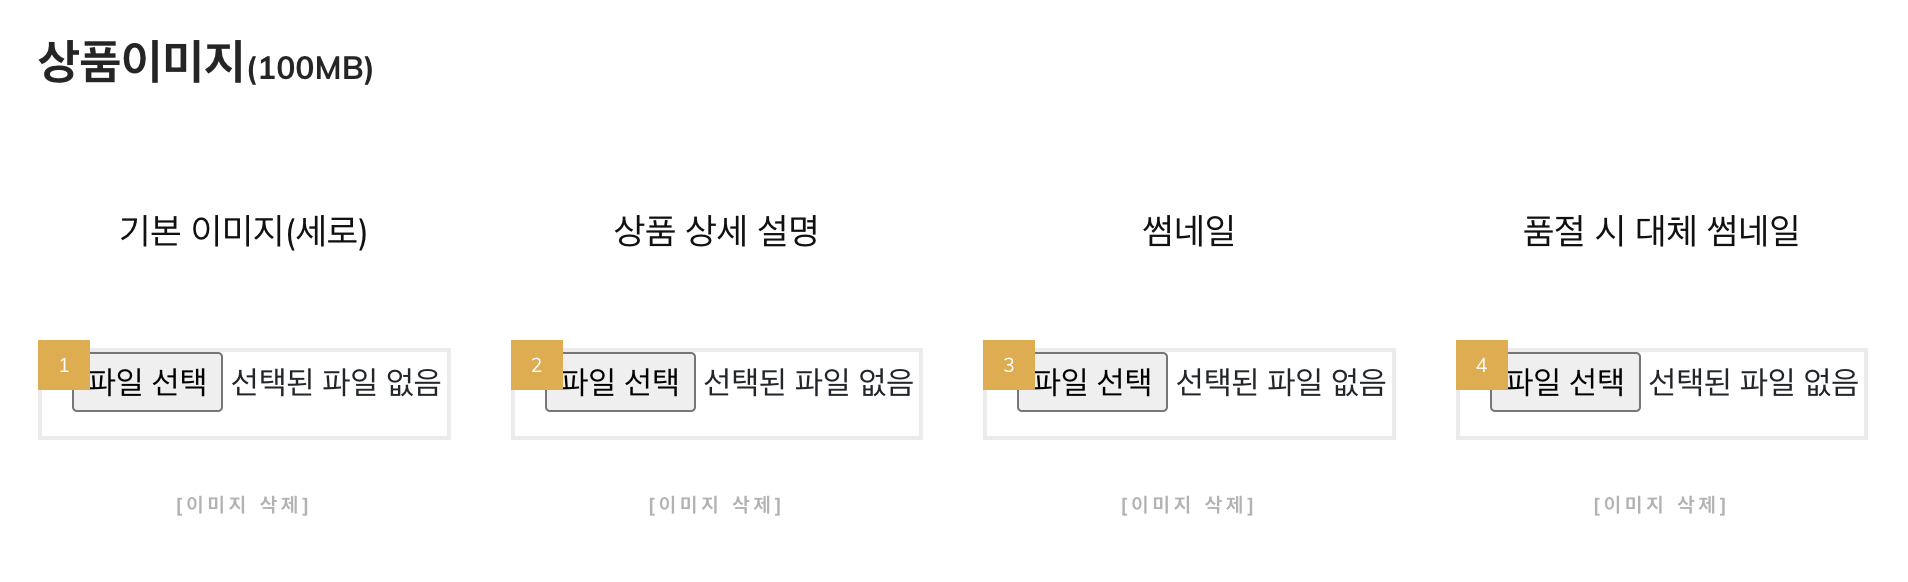 상품이미지(100MB)
기본 이미지(세로)
상품 상세 설명
썸네일
품절 시 대체 썸네일
1 파일 선택 선택된 파일 없음
2 파일 선택 선택된 파일 없음
3 파일 선택 선택된 파일 없음
4 파일 선택 선택된 파일 없음
[이미지 삭제]
[이미지 삭제]
[이미지 삭제]
[이미지 삭제]